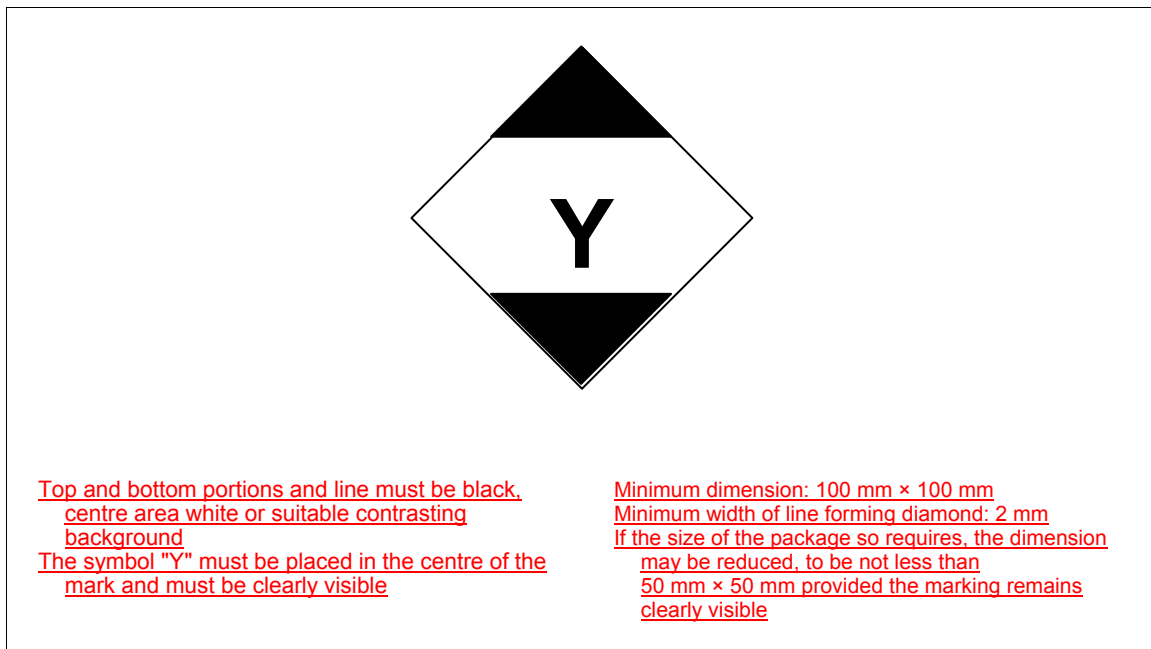 Y
Top and bottom portions and line must be black,
centre area white or suitable contrasting
background
The symbol "Y" must be placed in the centre of the
mark and must be clearly visible
Minimum dimension: 100 mm × 100 mm
Minimum width of line forming diamond: 2 mm
If the size of the package so requires, the dimension
may be reduced, to be not less than
50 mm × 50 mm provided the marking remains
clearly visible